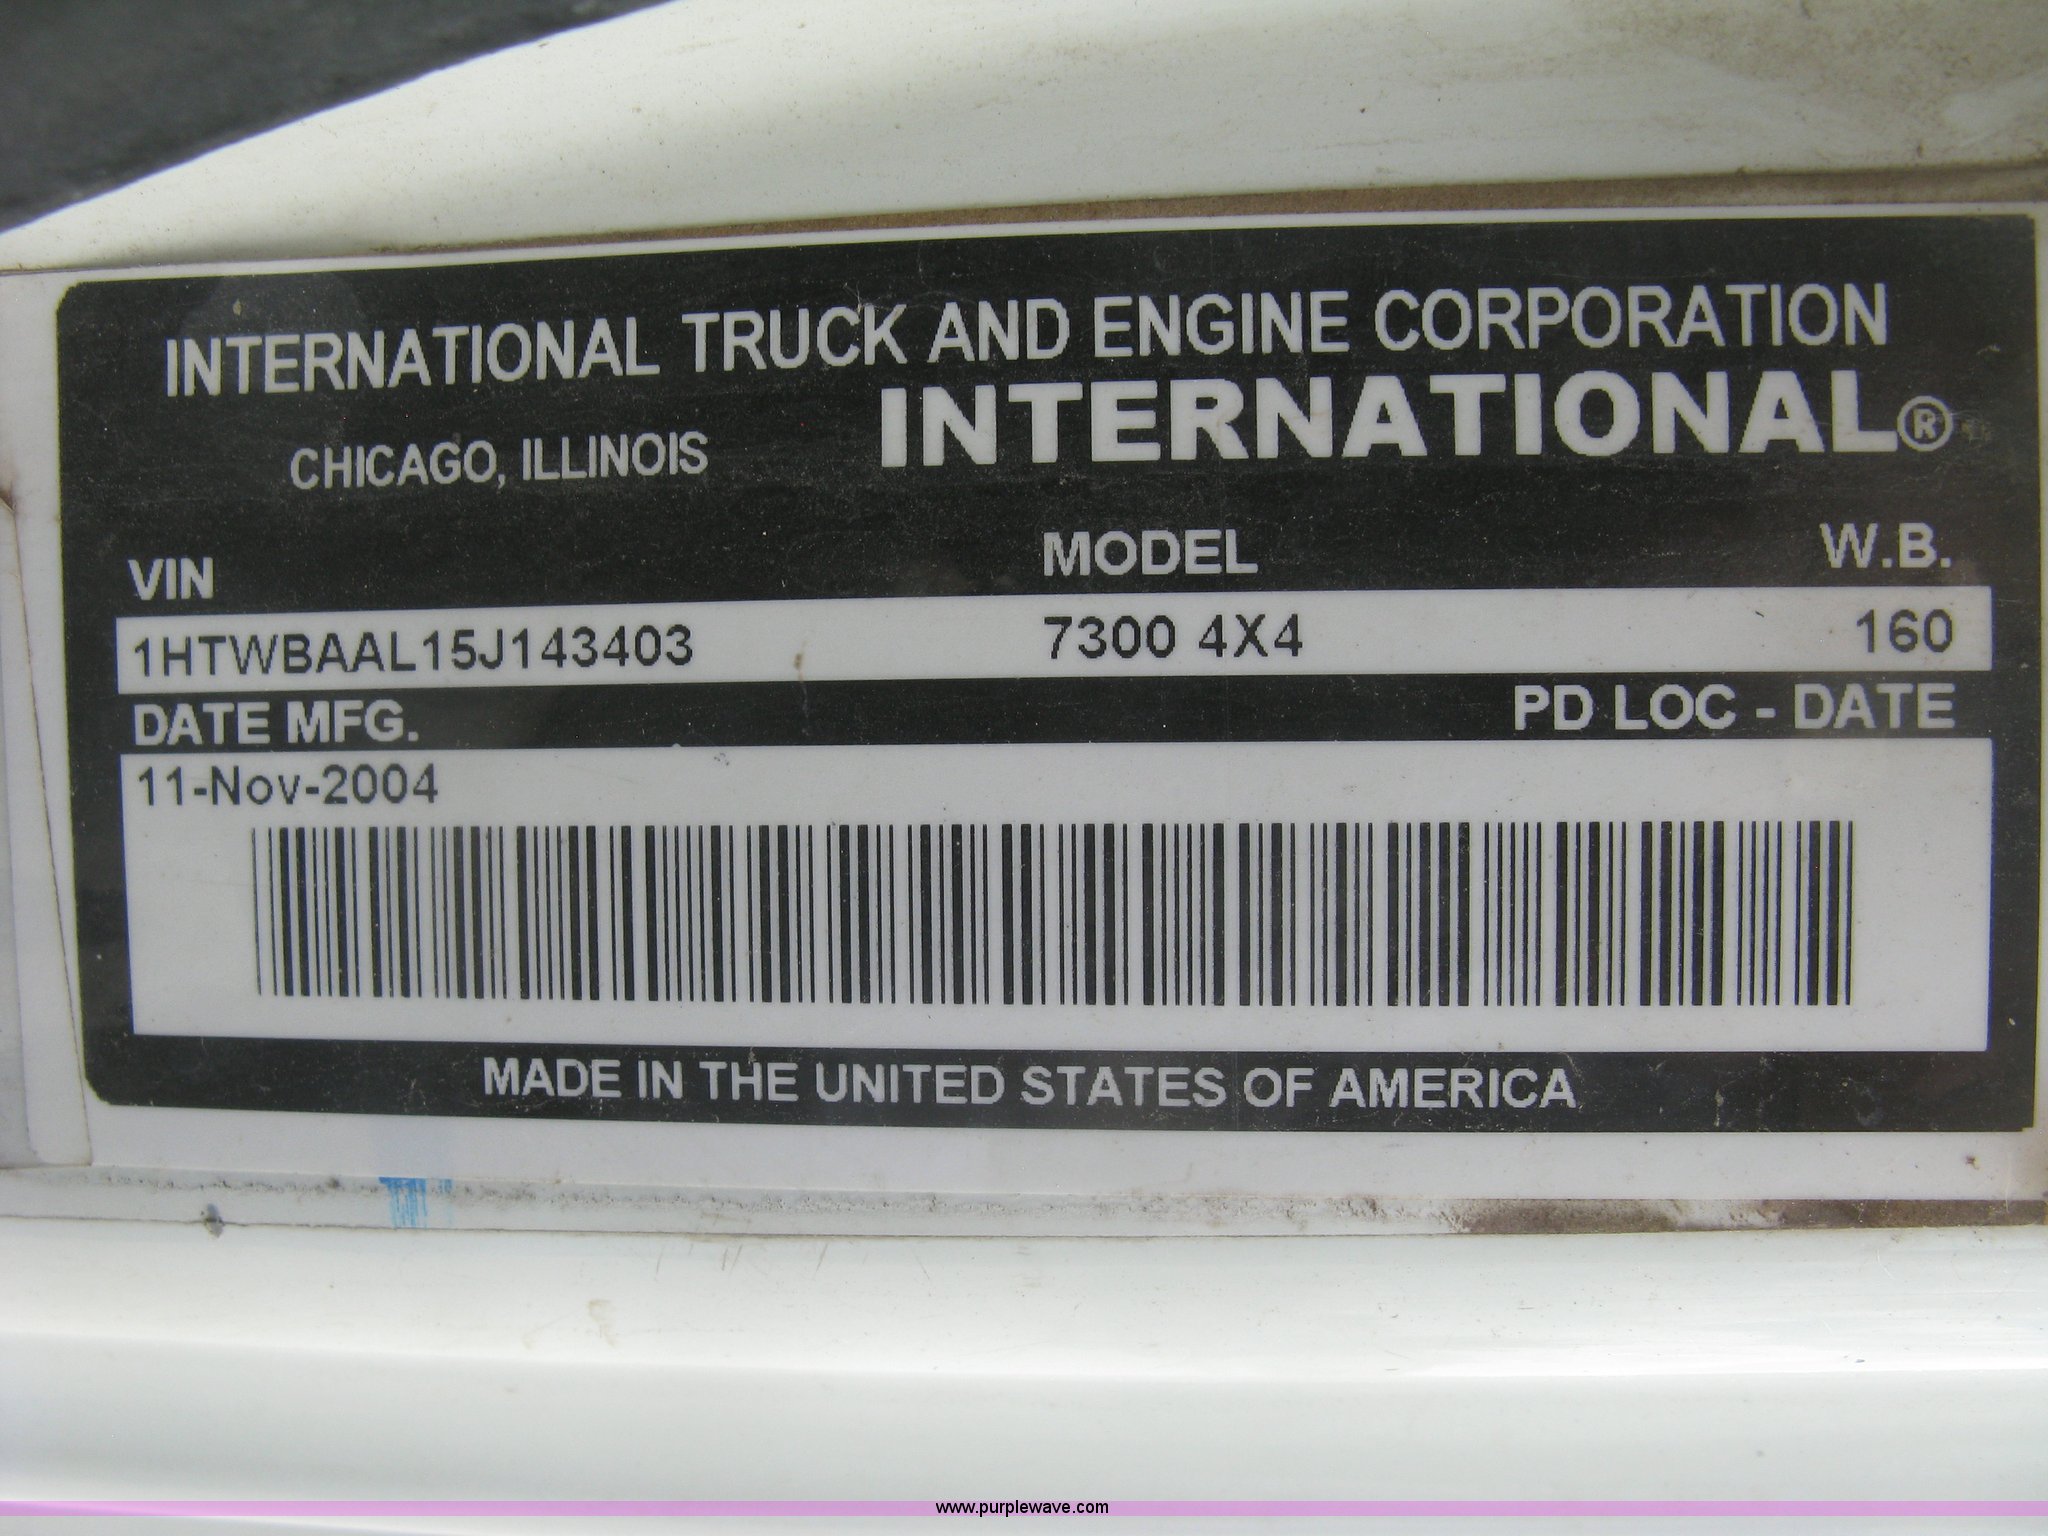 INTERNATIONAL TRUCK AND ENGINE CORPORATION
CHICAGO, ILLINOIS INTERNATIONAL®
VIN MODEL W.B.
1HTWBAAL15J143403 7300 4X4 160
DATE MFG. PD LOC - DATE
11-Nov-2004
MADE IN THE UNITED STATES OF AMERICA
www.purplewave.com